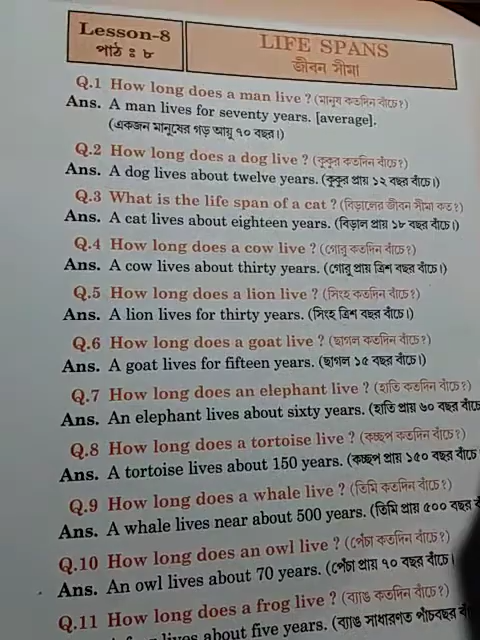 Lesson-8
পাঠ : ৮
LIFE SPANS
জীবন সীমা
Q.1 How long does a man live ? (মানুষ কতদিন বাঁচে?)
Ans. A man lives for seventy years. [average].
(একজন মানুষের গড় আয়ু ৭০ বছর।)
Q.2 How long does a dog live ? (কুকুর কতদিন বাঁচে?)
Ans. A dog lives about twelve years. (কুকুর প্রায় ১২ বছর বাঁচে।)
Q.3 What is the life span of a cat ? (বিড়ালের জীবন সীমা কত?)
Ans. A cat lives about eighteen years. (বিড়াল প্রায় ১৮ বছর বাঁচে।)
Q.4 How long does a cow live ? (গোরু কতদিন বাঁচে?)
Ans. A cow lives about thirty years. (গোরু প্রায় ত্রিশ বছর বাঁচে।)
Q.5 How long does a lion live ? (সিংহ কতদিন বাঁচে?)
Ans. A lion lives for thirty years. (সিংহ ত্রিশ বছর বাঁচে।)
Q.6 How long does a goat live ? (ছাগল কতদিন বাঁচে?)
Ans. A goat lives for fifteen years. (ছাগল ১৫ বছর বাঁচে।)
Q.7 How long does an elephant live ? (হাতি কতদিন বাঁচে?)
Ans. An elephant lives about sixty years. (হাতি প্রায় ৬০ বছর বাঁচে
Q.8 How long does a tortoise live ? (কচ্ছপ কতদিন বাঁচে?)
Ans. A tortoise lives about 150 years. (কচ্ছপ প্রায় ১৫০ বছর বাঁচে
Q.9 How long does a whale live ? (তিমি কতদিন বাঁচে?)
Ans. A whale lives near about 500 years. (তিমি প্রায় ৫০০ বছর
Q.10 How long does an owl live ? (পেঁচা কতদিন বাঁচে?)
Ans. An owl lives about 70 years. (পেঁচা প্রায় ৭০ বছর বাঁচে।
Q.11 How long does a frog live ? (ব্যাঙ কতদিন বাঁচে?)
lives about five years. (ব্যাঙ সাধারণত পাঁচবছর